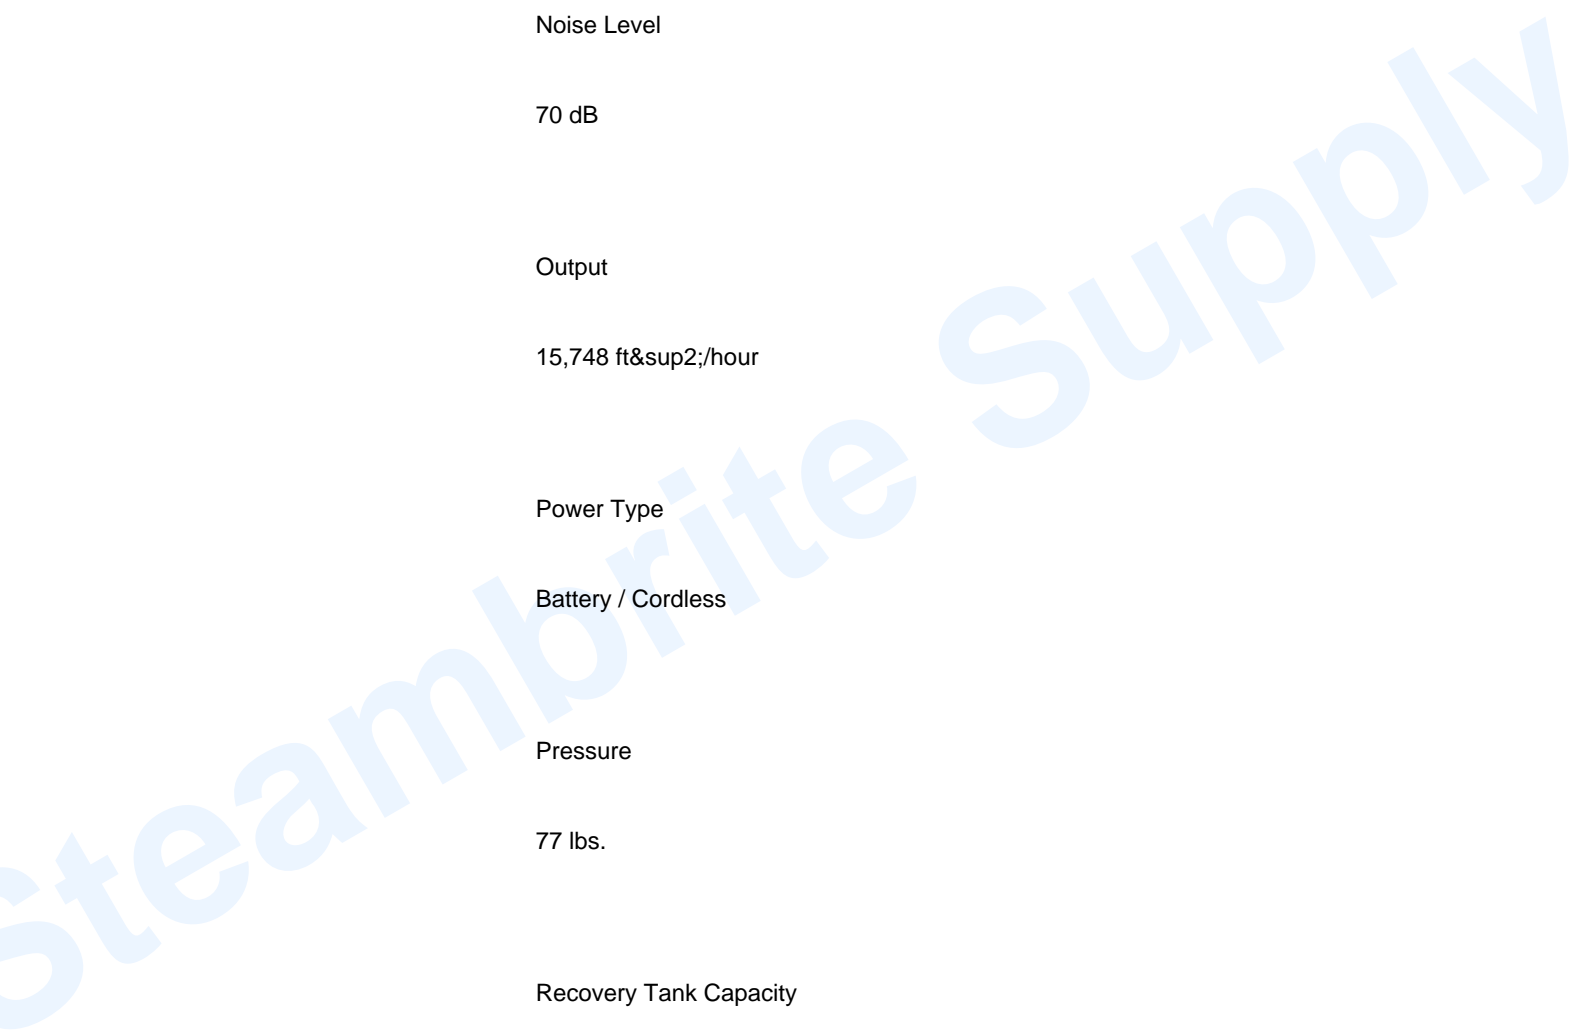 Noise Level
70 dB
Output
15,748 ft&sup2;/hour
Power Type
Battery / Cordless
Pressure
77 lbs.
Recovery Tank Capacity
Steambrite Supply